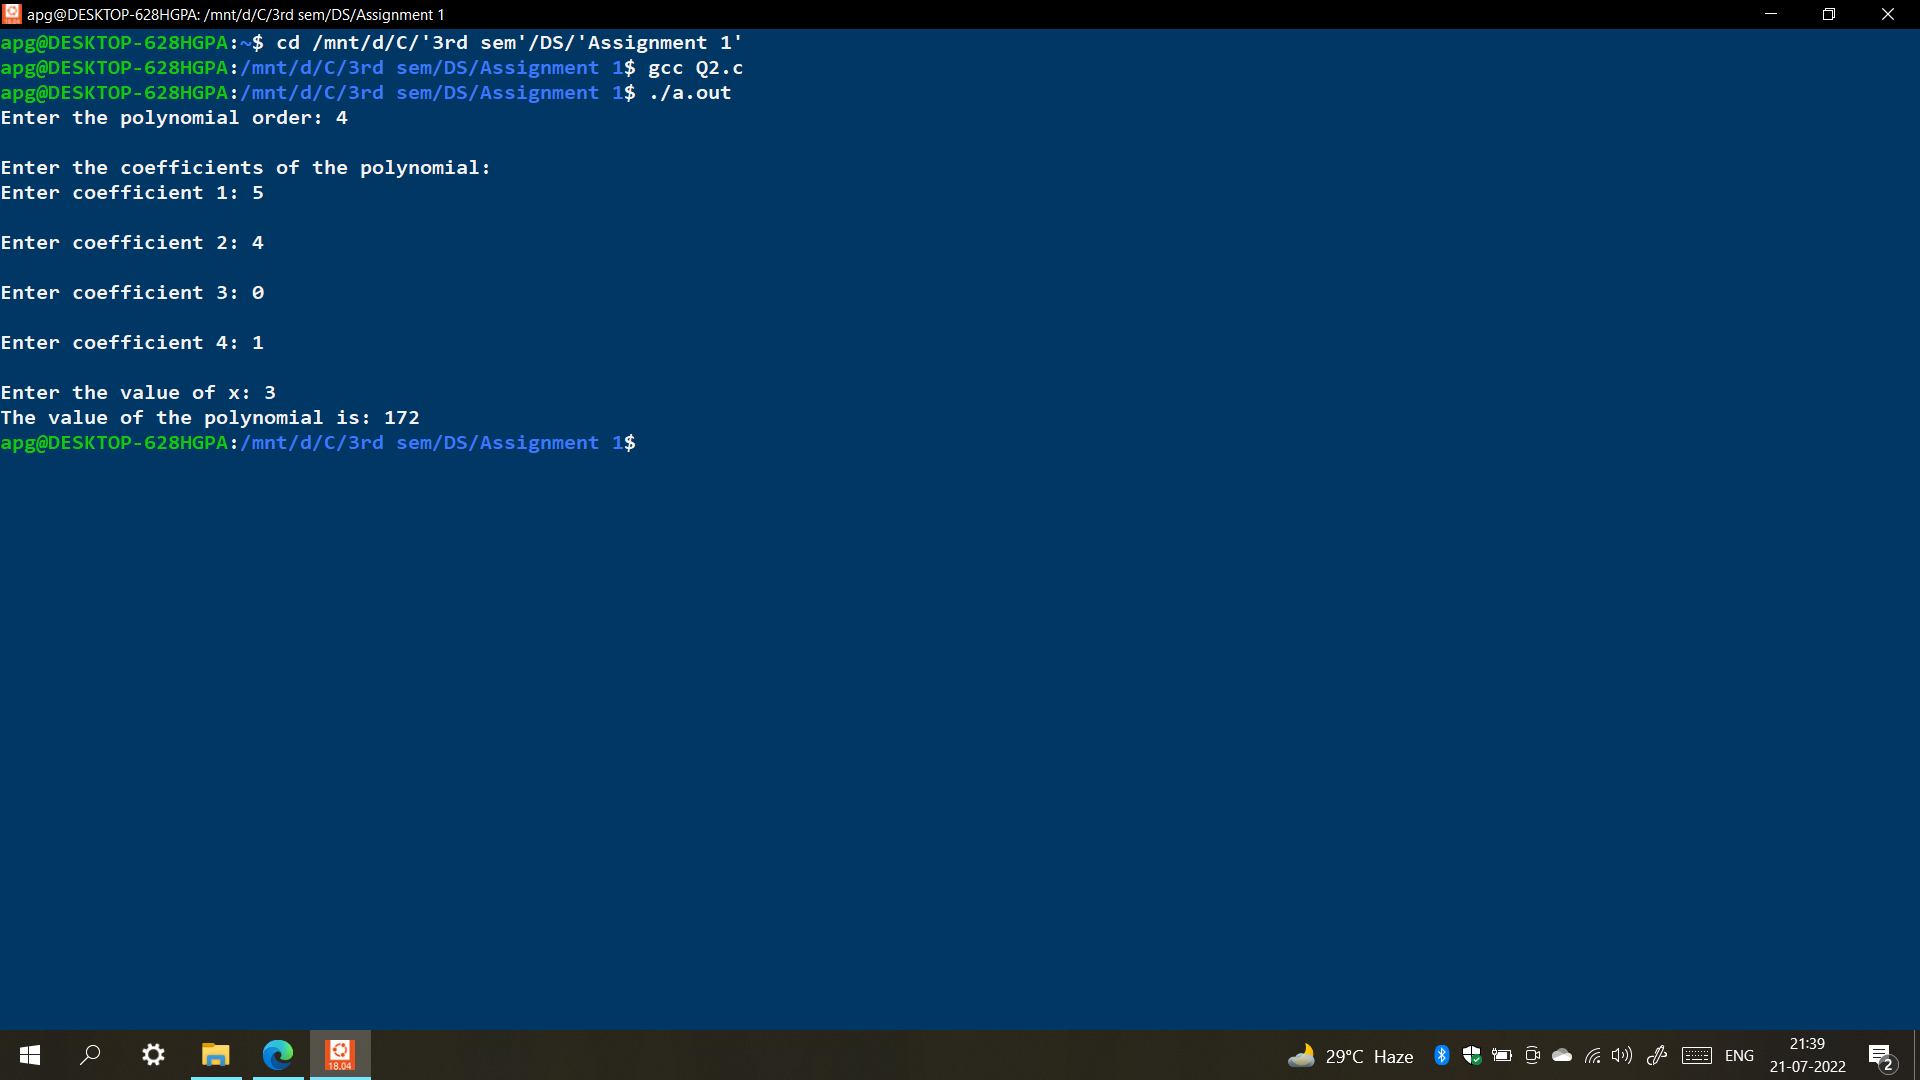 apg@DESKTOP-628HGPA: /mnt/d/C/3rd sem/DS/Assignment 1
apg@DESKTOP-628HGPA:~$ cd /mnt/d/C/'3rd sem'/DS/'Assignment 1'
apg@DESKTOP-628HGPA:/mnt/d/C/3rd sem/DS/Assignment 1$ gcc Q2.c
apg@DESKTOP-628HGPA:/mnt/d/C/3rd sem/DS/Assignment 1$ ./a.out
Enter the polynomial order: 4
Enter the coefficients of the polynomial:
Enter coefficient 1: 5
Enter coefficient 2: 4
Enter coefficient 3: 0
Enter coefficient 4: 1
Enter the value of x: 3
The value of the polynomial is: 172
apg@DESKTOP-628HGPA:/mnt/d/C/3rd sem/DS/Assignment 1$
18.04
29°C Haze
ENG
21:39
21-07-2022
2